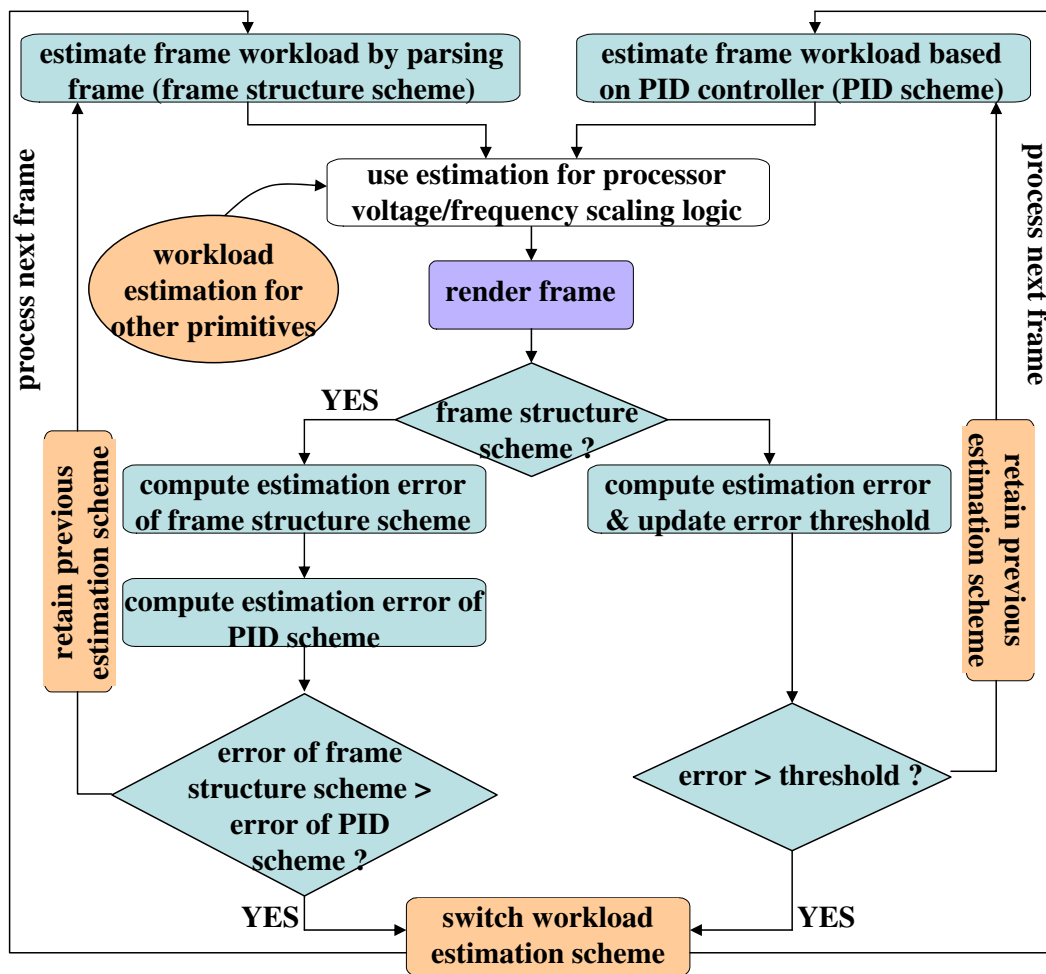 estimate frame workload by parsing
frame (frame structure scheme)
estimate frame workload based
on PID controller (PID scheme)
process next frame
process next frame
use estimation for processor
voltage/frequency scaling logic
workload
estimation for
other primitives
render frame
YES
frame structure
scheme ?
retain previous
estimation scheme
compute estimation error
of frame structure scheme
compute estimation error
& update error threshold
retain previous
estimation scheme
compute estimation error of
PID scheme
error of frame
structure scheme >
error of PID
scheme ?
error > threshold ?
YES
YES
switch workload
estimation scheme